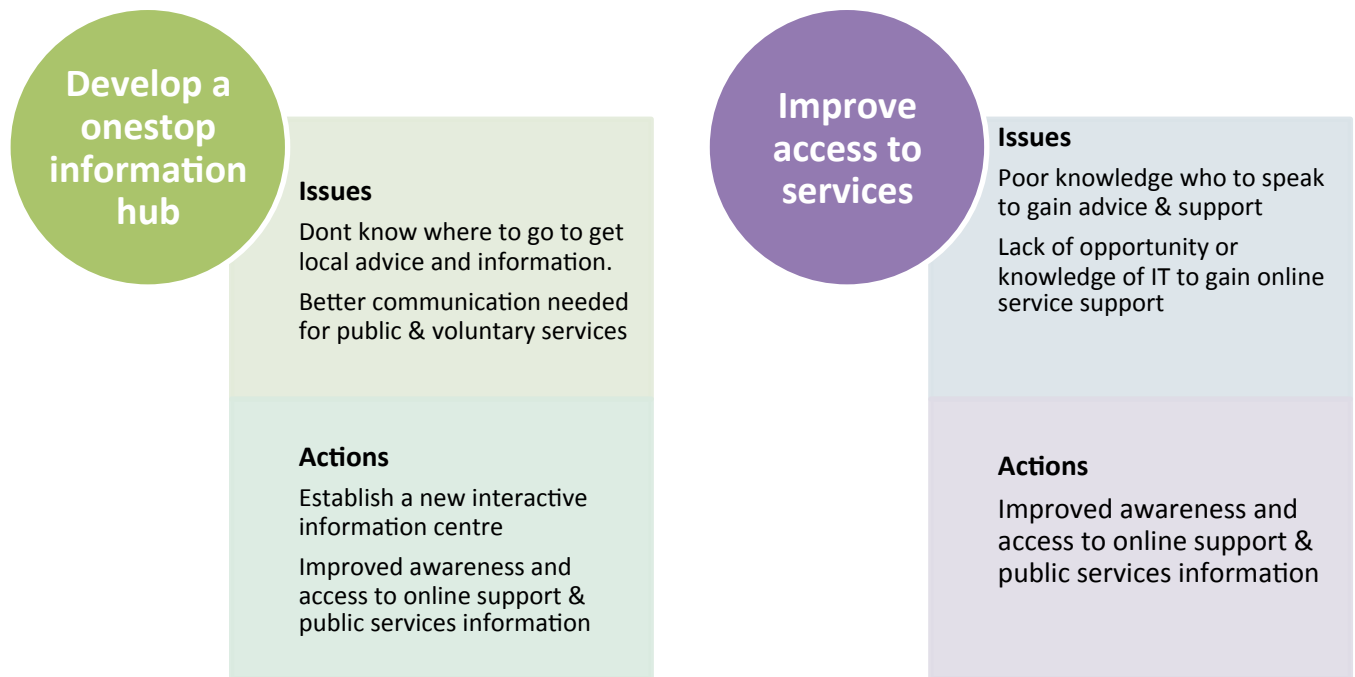 Develop a
onestop
information
hub
Issues
Dont know where to go to get
local advice and information.
Better communication needed
for public & voluntary services
Actions
Establish a new interactive
information centre
Improved awareness and
access to online support &
public services information
Improve
access to
services
Issues
Poor knowledge who to speak
to gain advice & support
Lack of opportunity or
knowledge of IT to gain online
service support
Actions
Improved awareness and
access to online support &
public services information